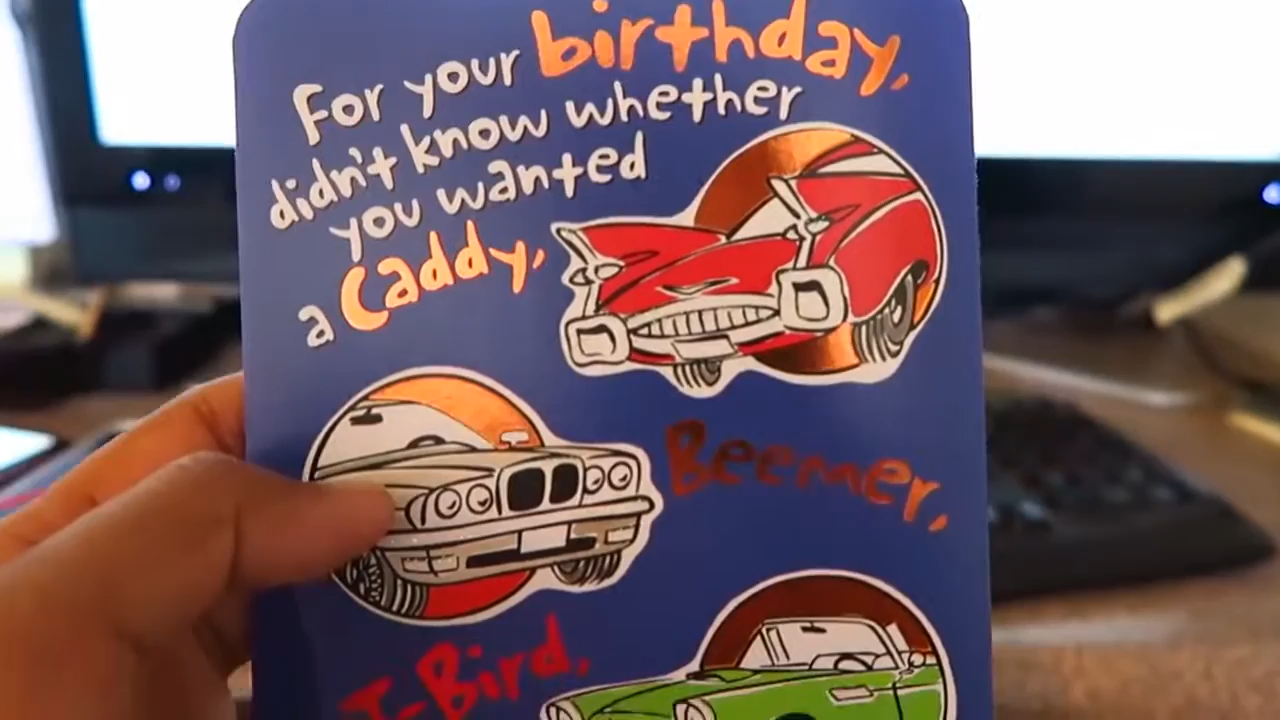 For your birthday,
didn't know whether
you wanted
a Caddy,
Beemer,
T-Bird,